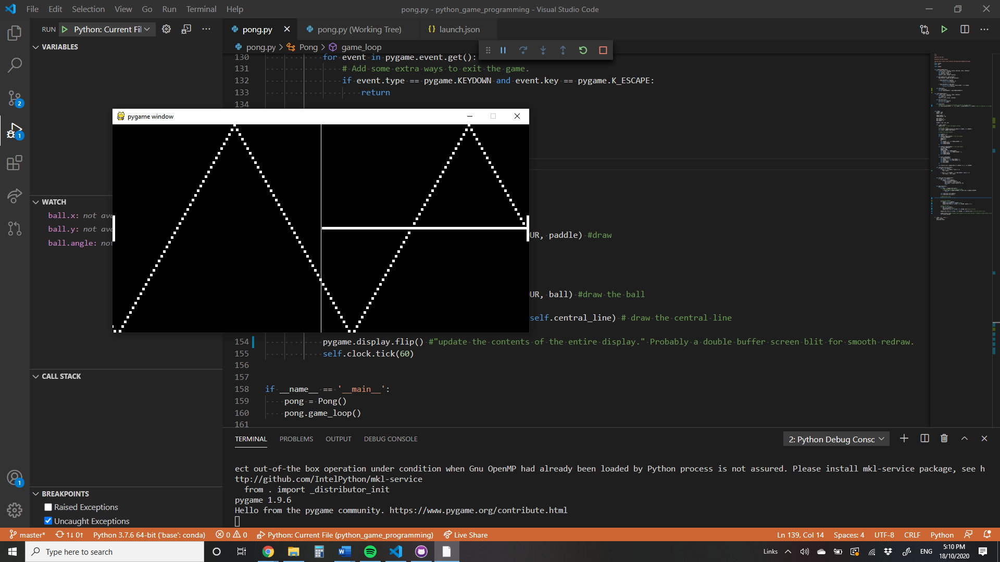 File Edit Selection View Go Run Terminal Help
pong.py - python_game_programming - Visual Studio Code
RUN Python: Current Fil
pong.py
pong.py (Working Tree)
launch.json
pong.py > Pong > game_loop
VARIABLES
130 for event in pygame.event.get():
131 # Add some extra ways to exit the game.
132 if event.type == pygame.KEYDOWN and event.key == pygame.K_ESCAPE:
133 return
134
pygame window
WATCH
ball.x: not ava
ball.y: not ava
ball.angle: not
UR, paddle) #draw
UR, ball) #draw the ball
self.central_line) # draw the central line
154 pygame.display.flip() #"update the contents of the entire display." Probably a double buffer screen blit for smooth redraw.
155 self.clock.tick(60)
156
157
158 if __name__ == '__main__':
159 pong = Pong()
160 pong.game_loop()
161
CALL STACK
BREAKPOINTS
Raised Exceptions
Uncaught Exceptions
TERMINAL PROBLEMS OUTPUT DEBUG CONSOLE
2: Python Debug Consc
ect out-of-the box operation under condition when Gnu OpenMP had already been loaded by Python process is not assured. Please install mkl-service package, see h
ttp://github.com/IntelPython/mkl-service
from . import _distributor_init
pygame 1.9.6
Hello from the pygame community. https://www.pygame.org/contribute.html
2
1
1
master* 1↓ 0↑ Python 3.7.6 64-bit ('base': conda) 0 0 Python: Current File (python_game_programming) Live Share
Ln 139, Col 14 Spaces: 4 UTF-8 CRLF Python
Type here to search
Links
ENG
5:10 PM
18/10/2020